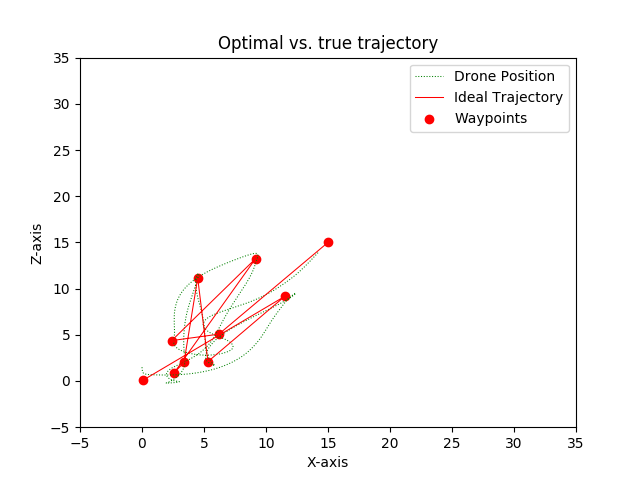 Optimal vs. true trajectory
Drone Position
Ideal Trajectory
Waypoints
35
30
25
20
15
10
5
0
−5
Z-axis
−5 0 5 10 15 20 25 30 35
X-axis